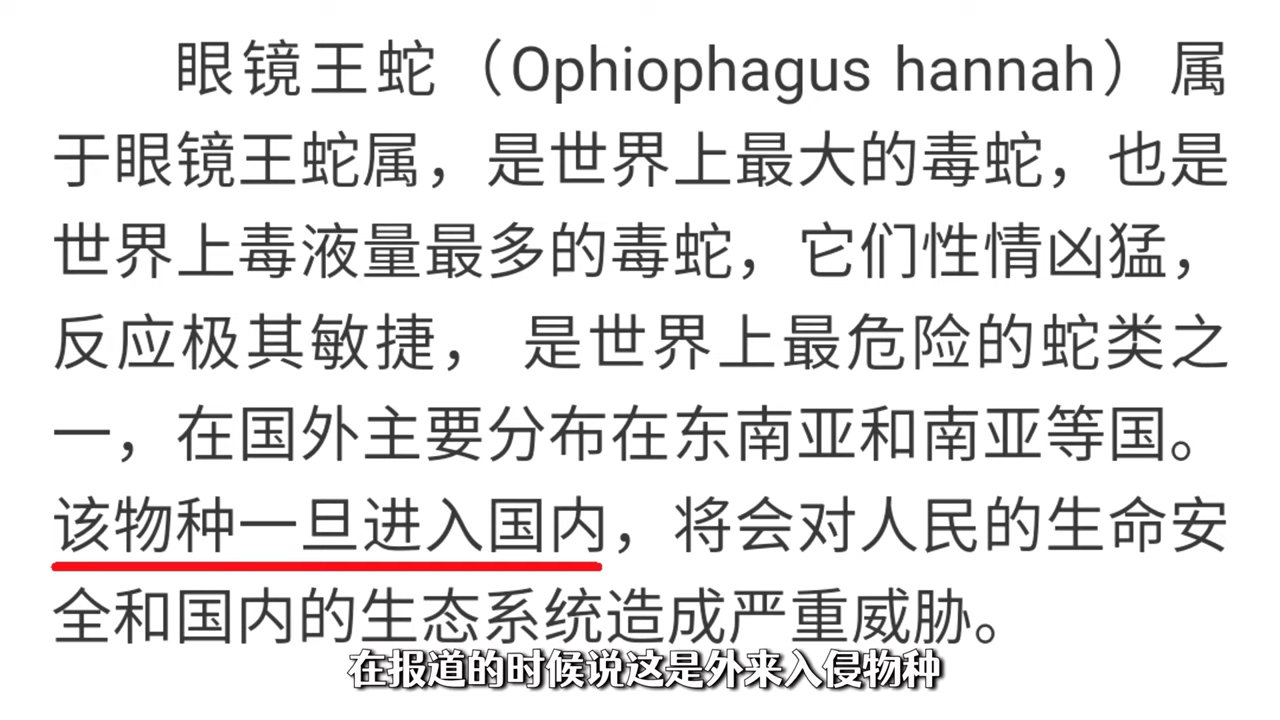 眼镜王蛇（Ophiophagus hannah）属
于眼镜王蛇属，是世界上最大的毒蛇，也是
世界上毒液量最多的毒蛇，它们性情凶猛，
反应极其敏捷， 是世界上最危险的蛇类之
一，在国外主要分布在东南亚和南亚等国。
该物种一旦进入国内，将会对人民的生命安
全和国内的生态系统造成严重威胁。
在报道的时候说这是外来入侵物种